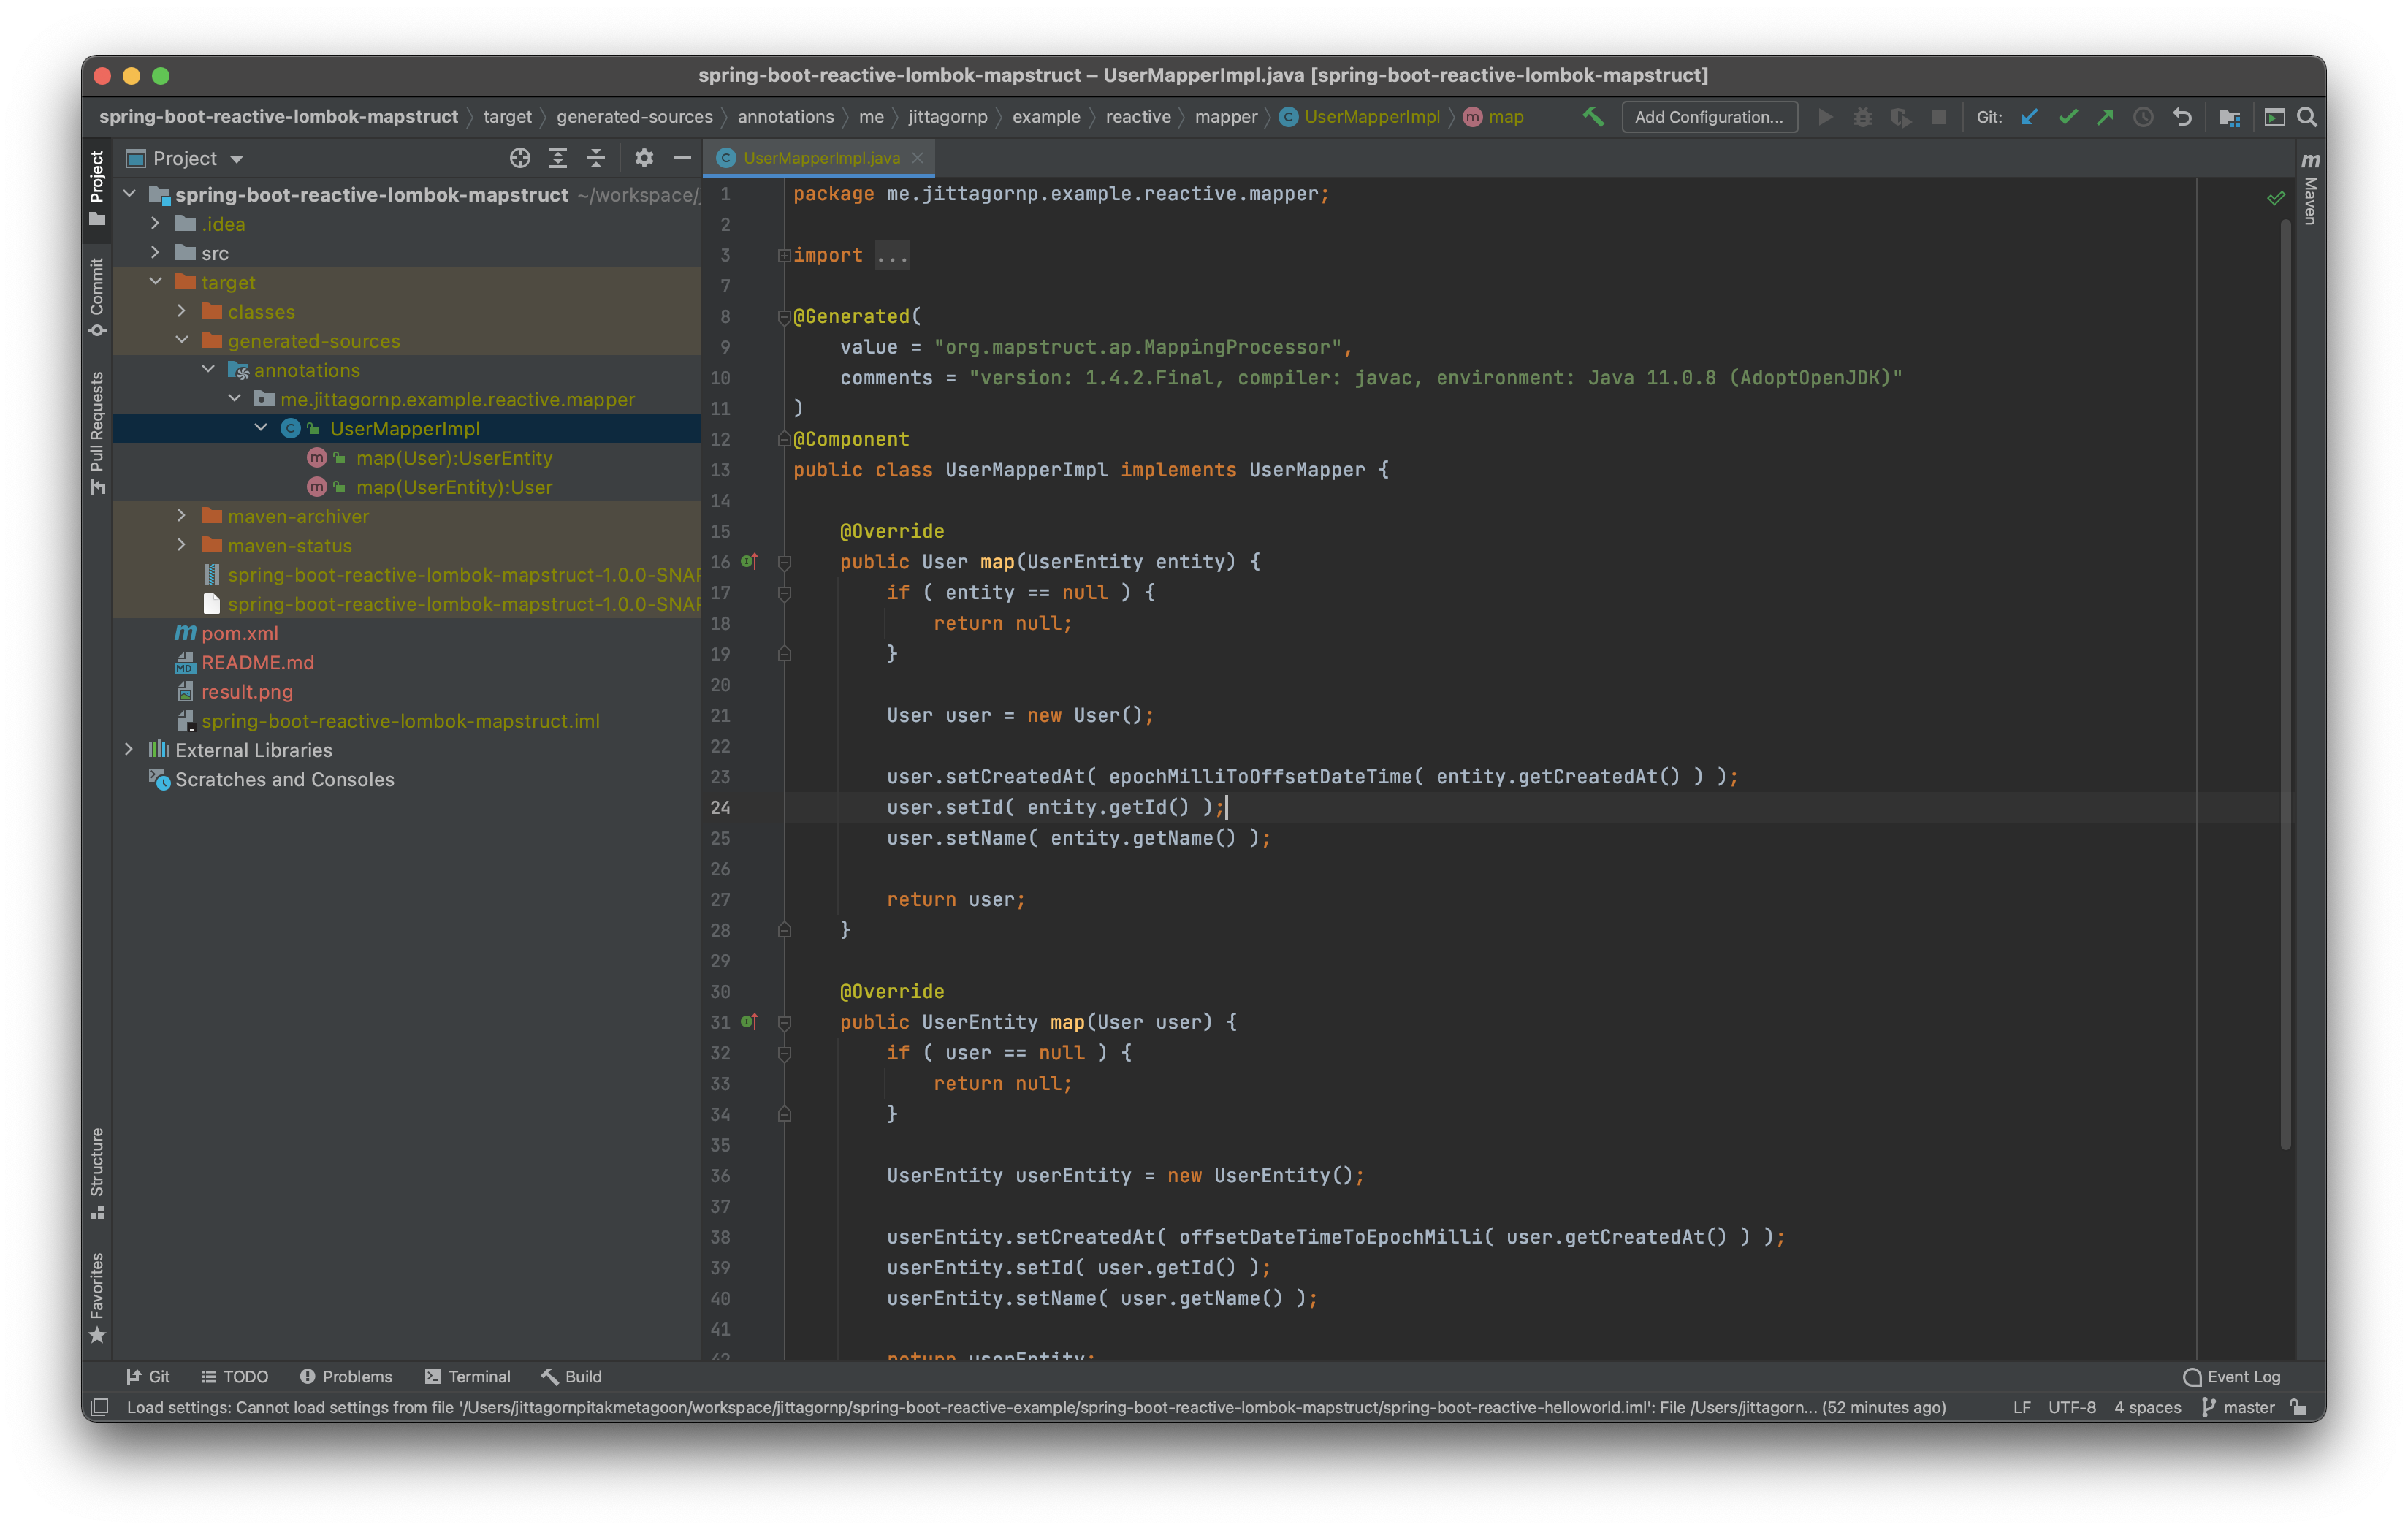 spring-boot-reactive-lombok-mapstruct – UserMapperImpl.java [spring-boot-reactive-lombok-mapstruct]
spring-boot-reactive-lombok-mapstruct target generated-sources annotations me jittagornp example reactive mapper UserMapperImpl map Add Configuration... Git:
Project
UserMapperImpl.java
Project
Commit
Pull Requests
Structure
Favorites
Maven
spring-boot-reactive-lombok-mapstruct ~/workspace/j
.idea
src
target
classes
generated-sources
annotations
me.jittagornp.example.reactive.mapper
UserMapperImpl
map(User):UserEntity
map(UserEntity):User
maven-archiver
maven-status
spring-boot-reactive-lombok-mapstruct-1.0.0-SNAP
spring-boot-reactive-lombok-mapstruct-1.0.0-SNAP
pom.xml
README.md
result.png
spring-boot-reactive-lombok-mapstruct.iml
External Libraries
Scratches and Consoles
1 package me.jittagornp.example.reactive.mapper;
2
3 import ...
7
8 @Generated(
9 value = "org.mapstruct.ap.MappingProcessor",
10 comments = "version: 1.4.2.Final, compiler: javac, environment: Java 11.0.8 (AdoptOpenJDK)"
11 )
12 @Component
13 public class UserMapperImpl implements UserMapper {
14
15 @Override
16 public User map(UserEntity entity) {
17 if ( entity == null ) {
18 return null;
19 }
20
21 User user = new User();
22
23 user.setCreatedAt( epochMilliToOffsetDateTime( entity.getCreatedAt() ) );
24 user.setId( entity.getId() );
25 user.setName( entity.getName() );
26
27 return user;
28 }
29
30 @Override
31 public UserEntity map(User user) {
32 if ( user == null ) {
33 return null;
34 }
35
36 UserEntity userEntity = new UserEntity();
37
38 userEntity.setCreatedAt( offsetDateTimeToEpochMilli( user.getCreatedAt() ) );
39 userEntity.setId( user.getId() );
40 userEntity.setName( user.getName() );
41
42 return userEntity;
Git TODO Problems Terminal Build Event Log
Load settings: Cannot load settings from file '/Users/jittagornpitakmetagoon/workspace/jittagornp/spring-boot-reactive-example/spring-boot-reactive-lombok-mapstruct/spring-boot-reactive-helloworld.iml': File /Users/jittagorn... (52 minutes ago) LF UTF-8 4 spaces master